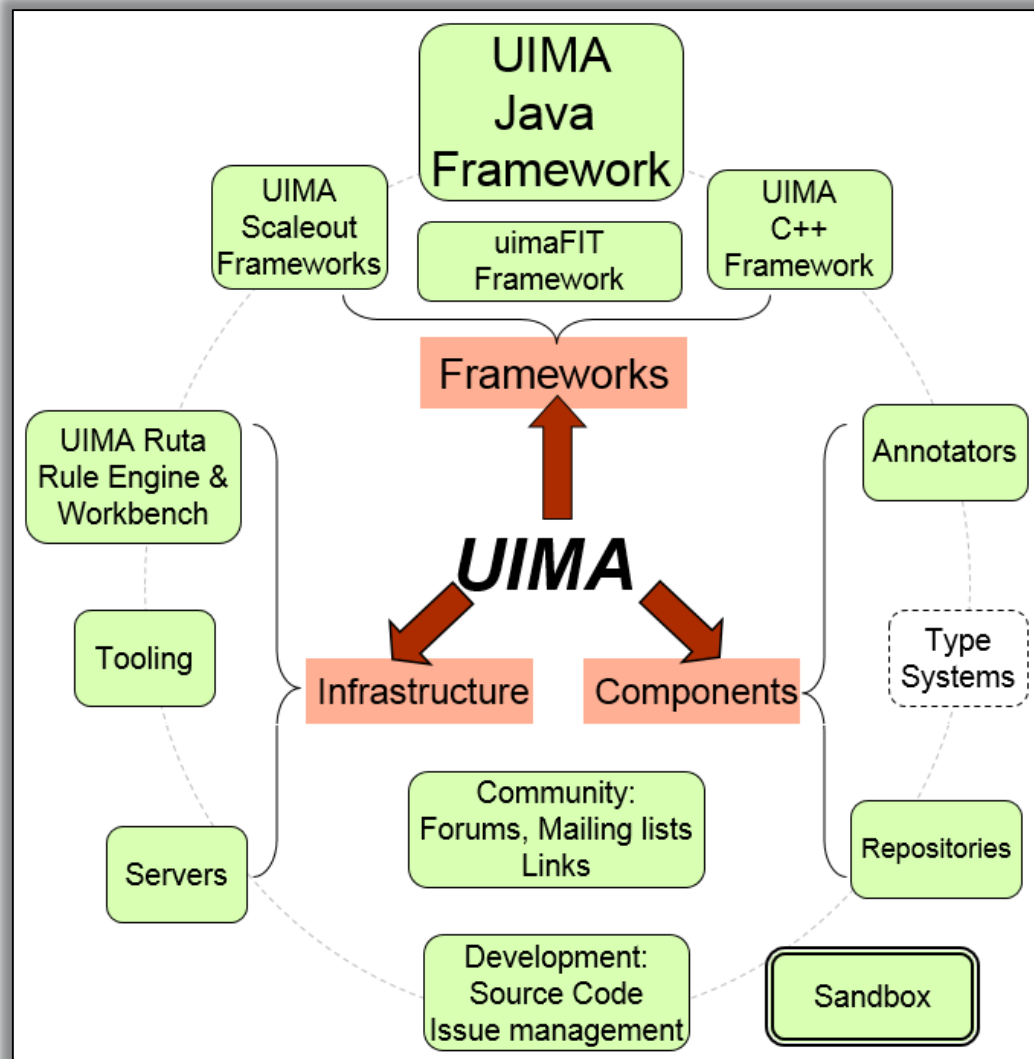 UIMA
Java
Framework
UIMA
Scaleout
Frameworks
uimaFIT
Framework
UIMA
C++
Framework
Frameworks
UIMA Ruta
Rule Engine &
Workbench
Annotators
UIMA
Tooling
Type
Systems
Infrastructure
Components
Community:
Forums, Mailing lists
Links
Servers
Repositories
Development:
Source Code
Issue management
Sandbox